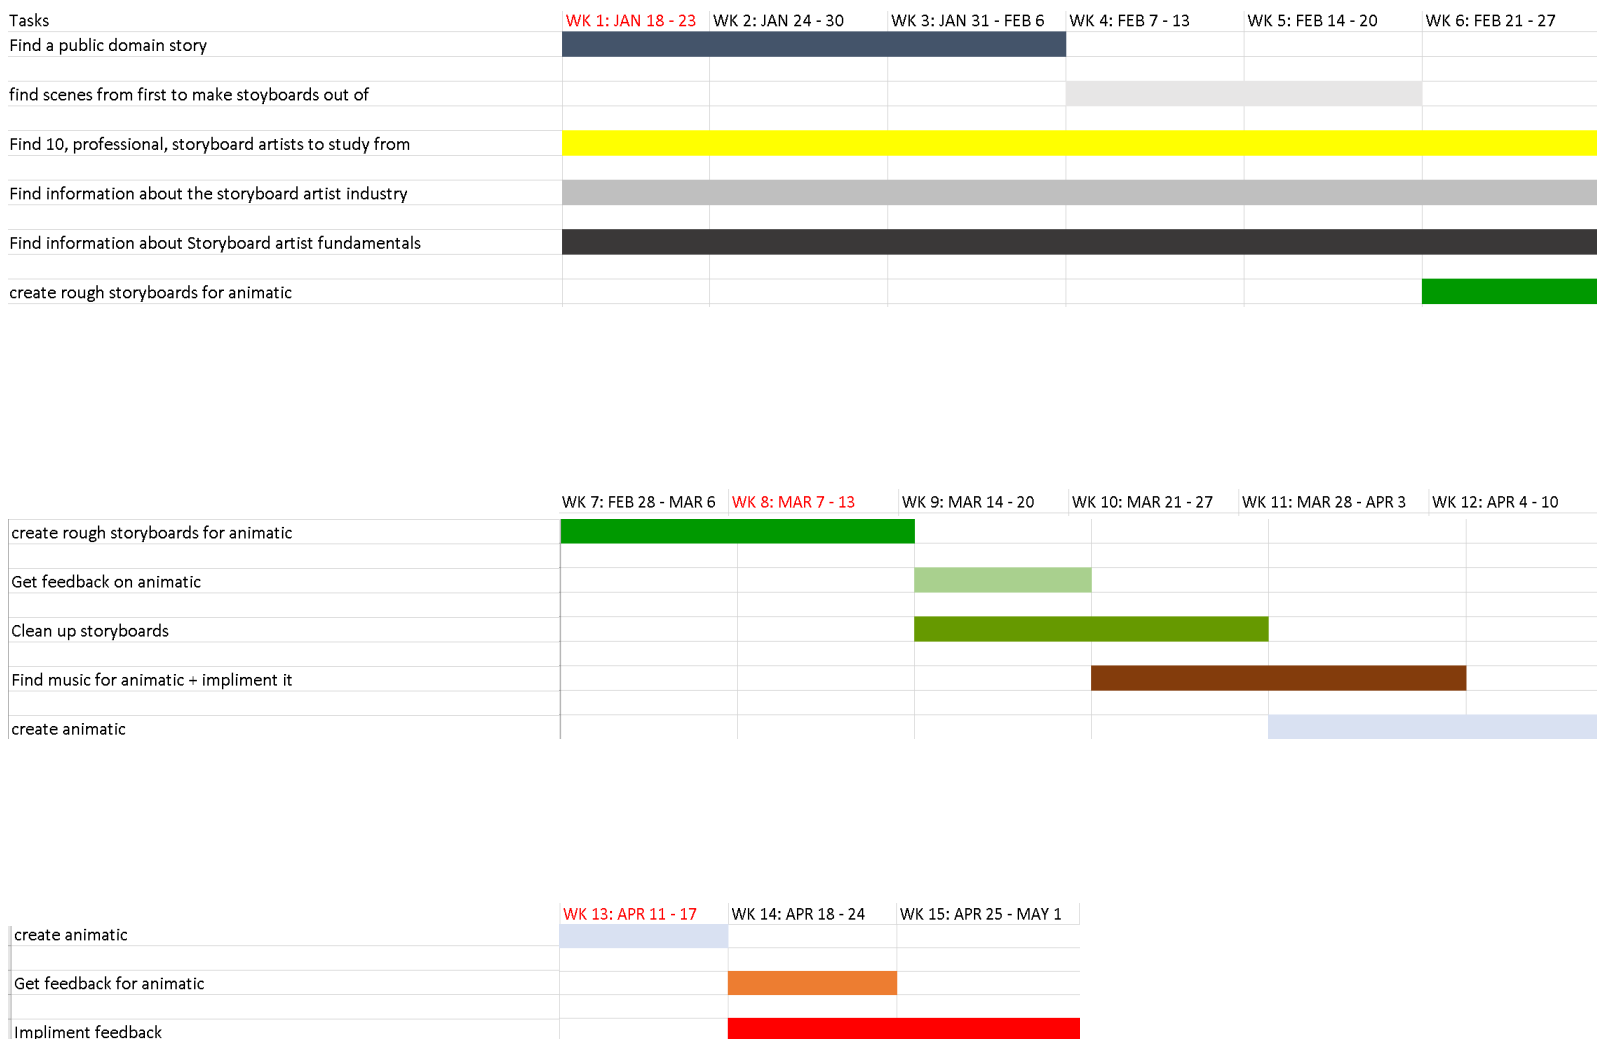 Tasks WK 1: JAN 18 - 23 WK 2: JAN 24 - 30 WK 3: JAN 31 - FEB 6 WK 4: FEB 7 - 13 WK 5: FEB 14 - 20 WK 6: FEB 21 - 27
Find a public domain story
find scenes from first to make stoyboards out of
Find 10, professional, storyboard artists to study from
Find information about the storyboard artist industry
Find information about Storyboard artist fundamentals
create rough storyboards for animatic
WK 7: FEB 28 - MAR 6 WK 8: MAR 7 - 13 WK 9: MAR 14 - 20 WK 10: MAR 21 - 27 WK 11: MAR 28 - APR 3 WK 12: APR 4 - 10
create rough storyboards for animatic
Get feedback on animatic
Clean up storyboards
Find music for animatic + impliment it
create animatic
WK 13: APR 11 - 17 WK 14: APR 18 - 24 WK 15: APR 25 - MAY 1
create animatic
Get feedback for animatic
Impliment feedback